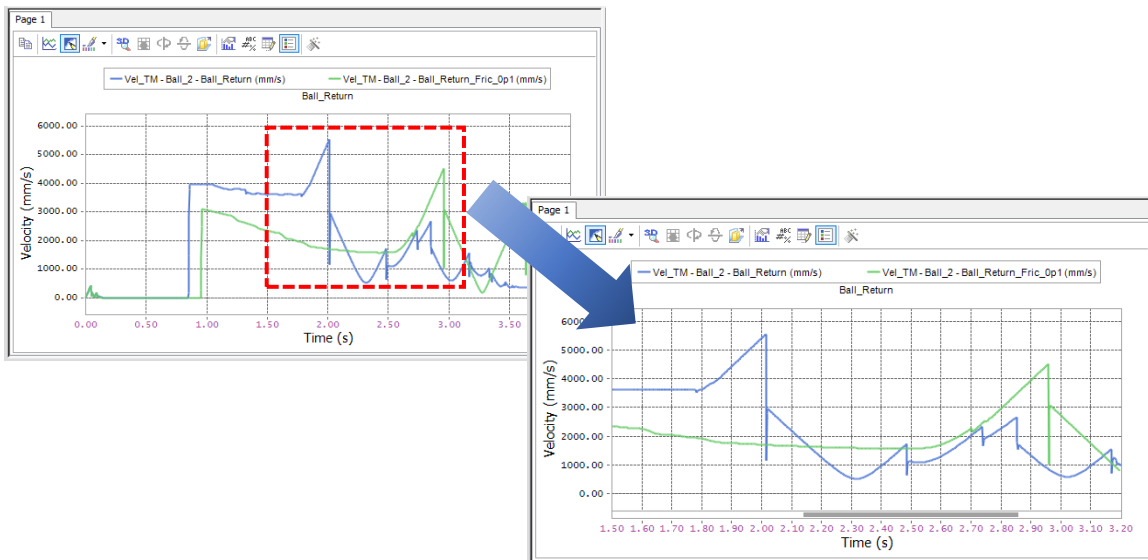 Page 1
3D
ABC
#%
Vel_TM - Ball_2 - Ball_Return (mm/s)
Vel_TM - Ball_2 - Ball_Return_Fric_0p1 (mm/s)
Ball_Return
6000.00
5000.00
4000.00
3000.00
2000.00
1000.00
0.00
Velocity (mm/s)
0.00 0.50 1.00 1.50 2.00 2.50 3.00 3.50
Time (s)
Page 1
3D
ABC
#%
Vel_TM - Ball_2 - Ball_Return (mm/s)
Vel_TM - Ball_2 - Ball_Return_Fric_0p1 (mm/s)
Ball_Return
5000.00
4000.00
3000.00
2000.00
1000.00
0.00
Velocity (mm/s)
1.50 1.60 1.70 1.80 1.90 2.00 2.10 2.20 2.30 2.40 2.50 2.60 2.70 2.80 2.90 3.00 3.10 3.20
Time (s)